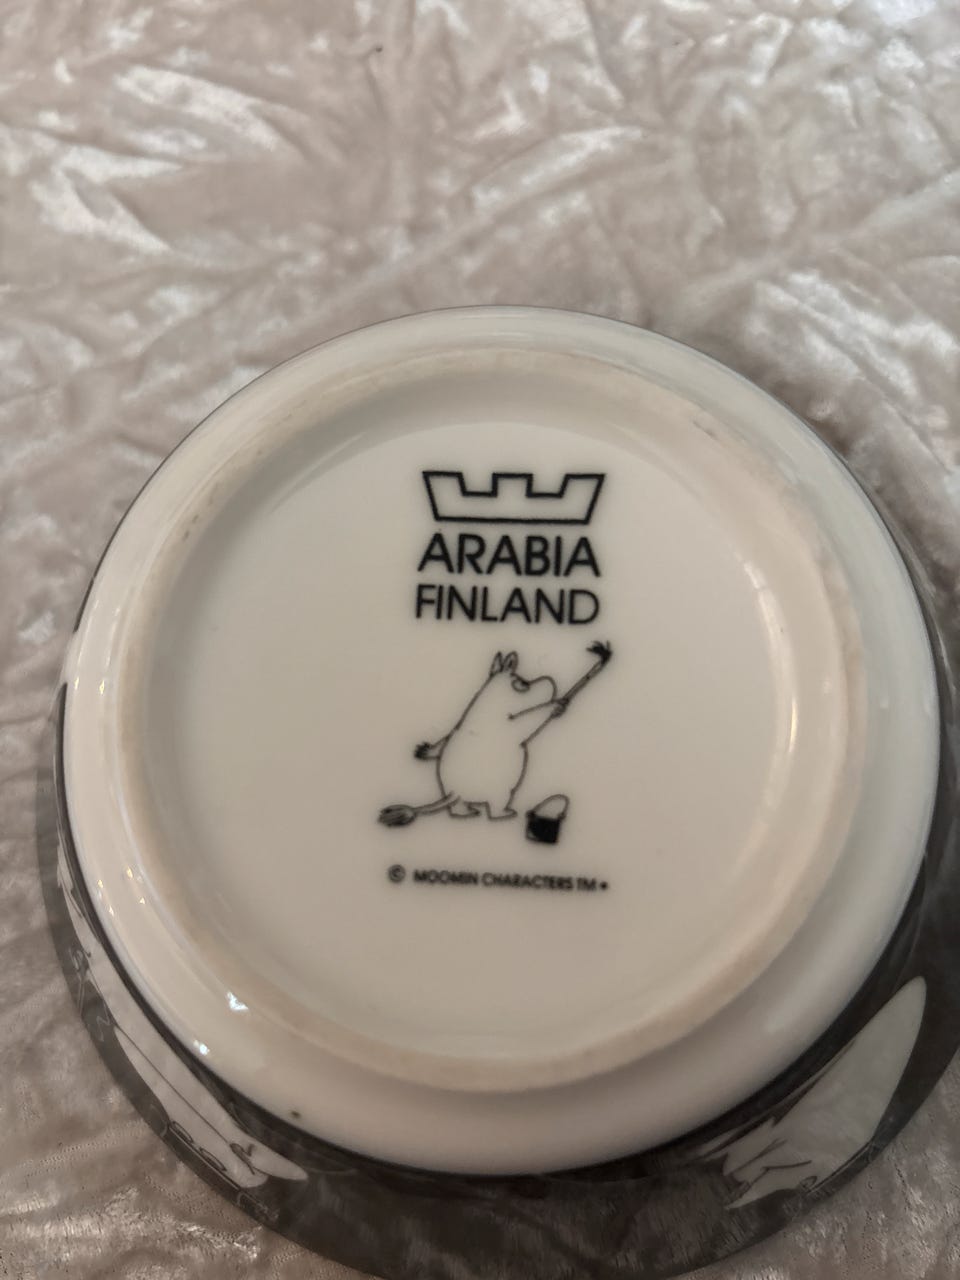 ARABIA
FINLAND
© MOOMIN CHARACTERS TM •